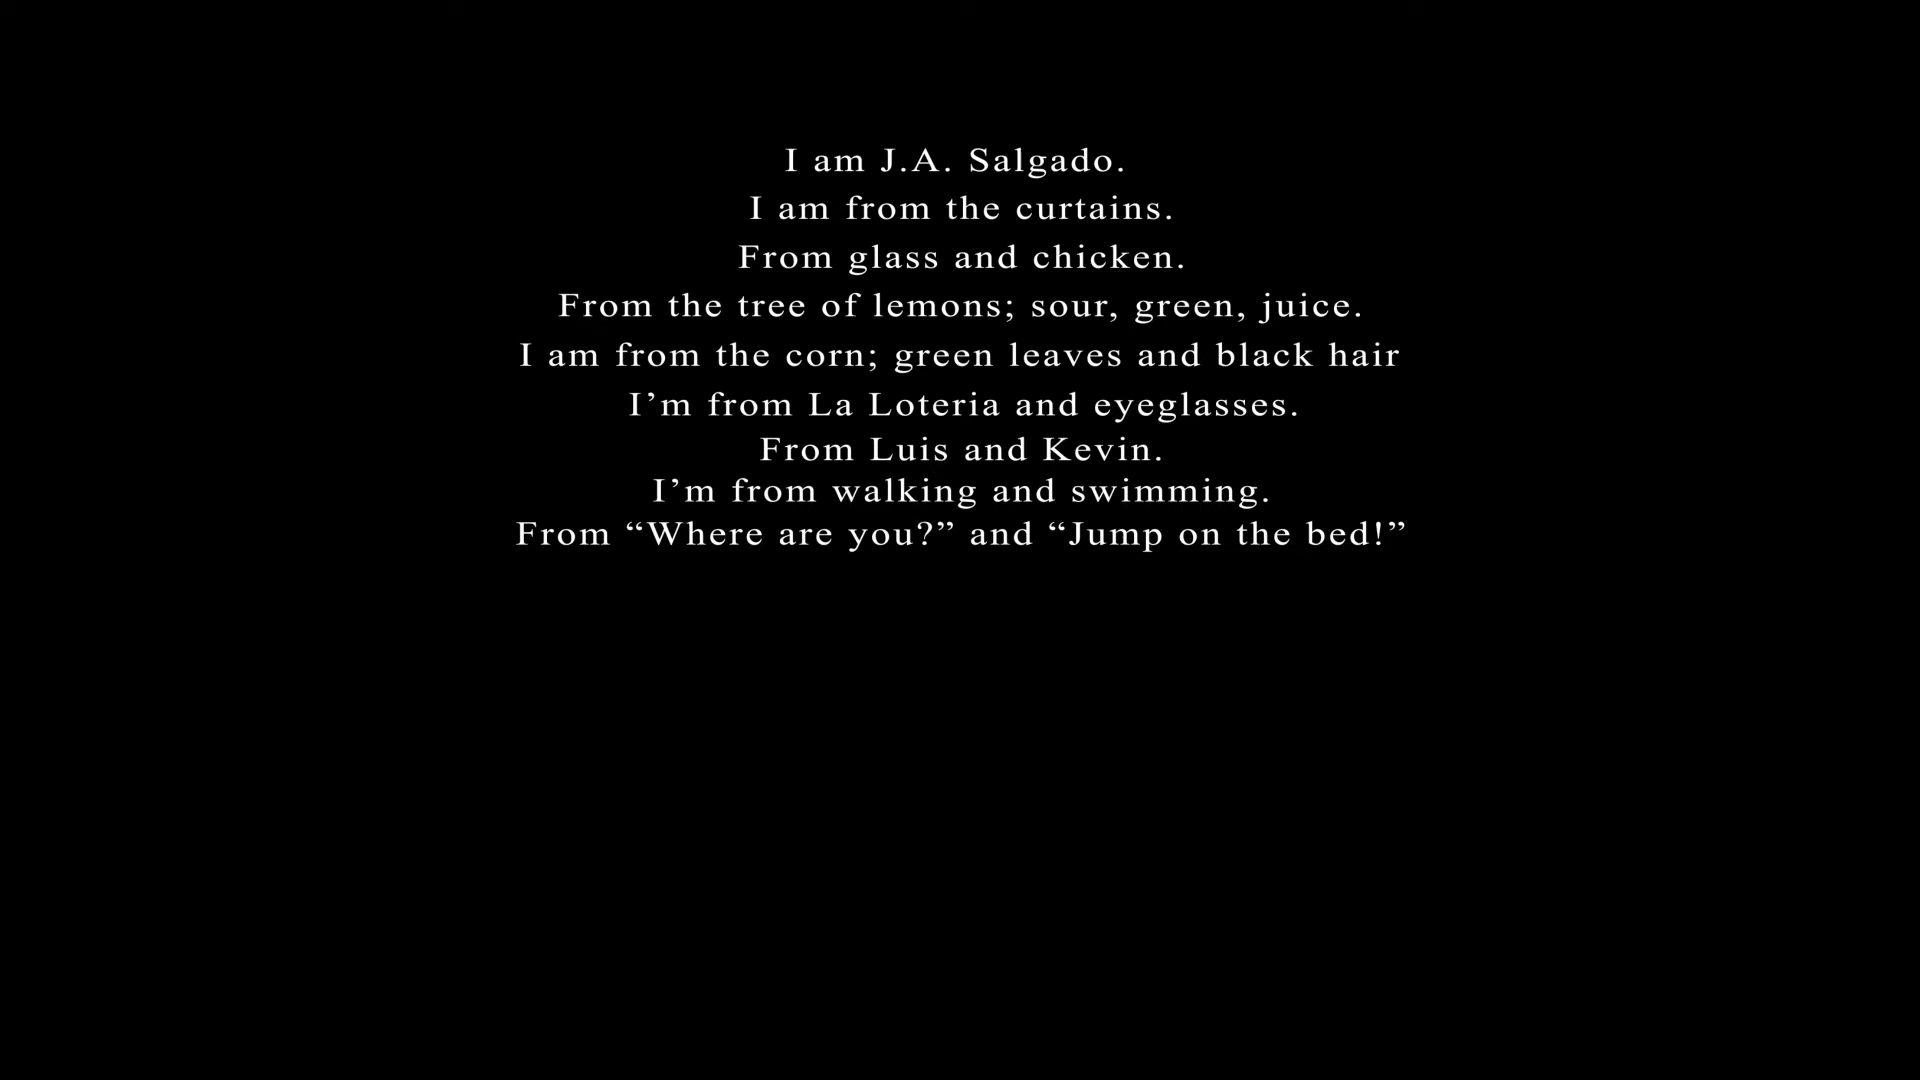 I am J.A. Salgado.
I am from the curtains.
From glass and chicken.
From the tree of lemons; sour, green, juice.
I am from the corn; green leaves and black hair
I’m from La Loteria and eyeglasses.
From Luis and Kevin.
I’m from walking and swimming.
From “Where are you?” and “Jump on the bed!”